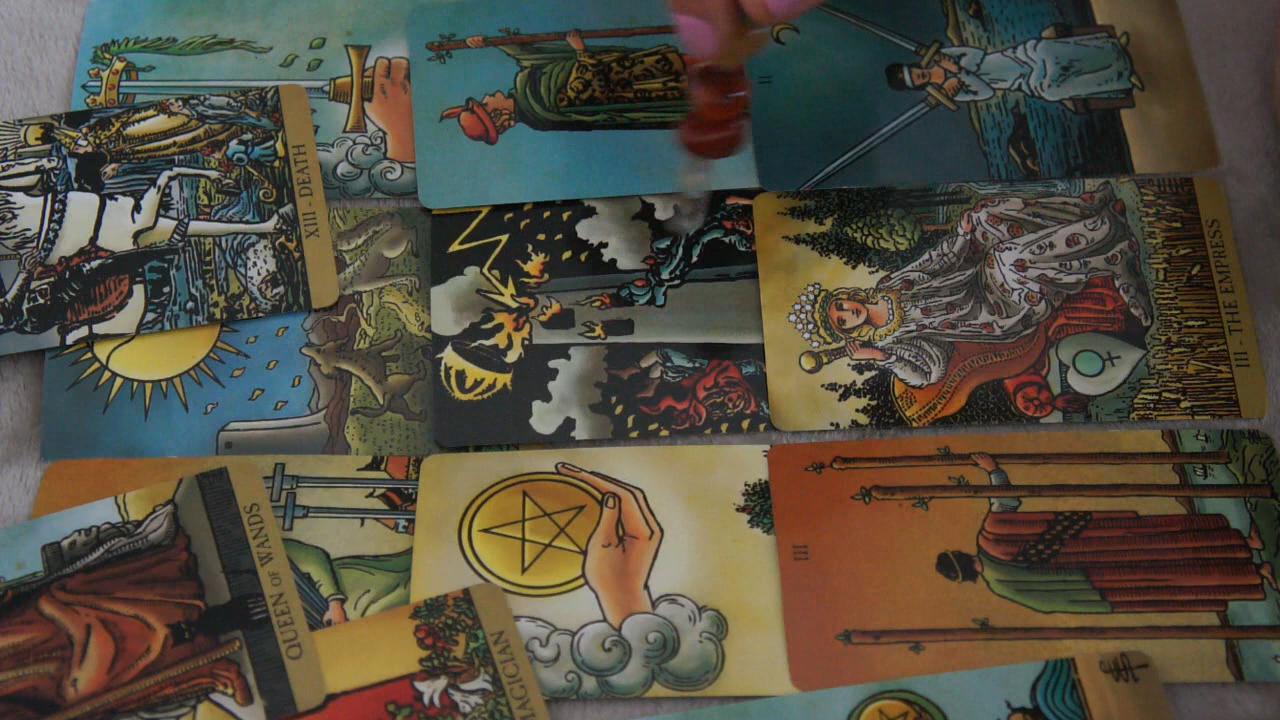 II
XIII - DEATH
III - THE EMPRESS
QUEEN OF WANDS
III
MAGICIAN